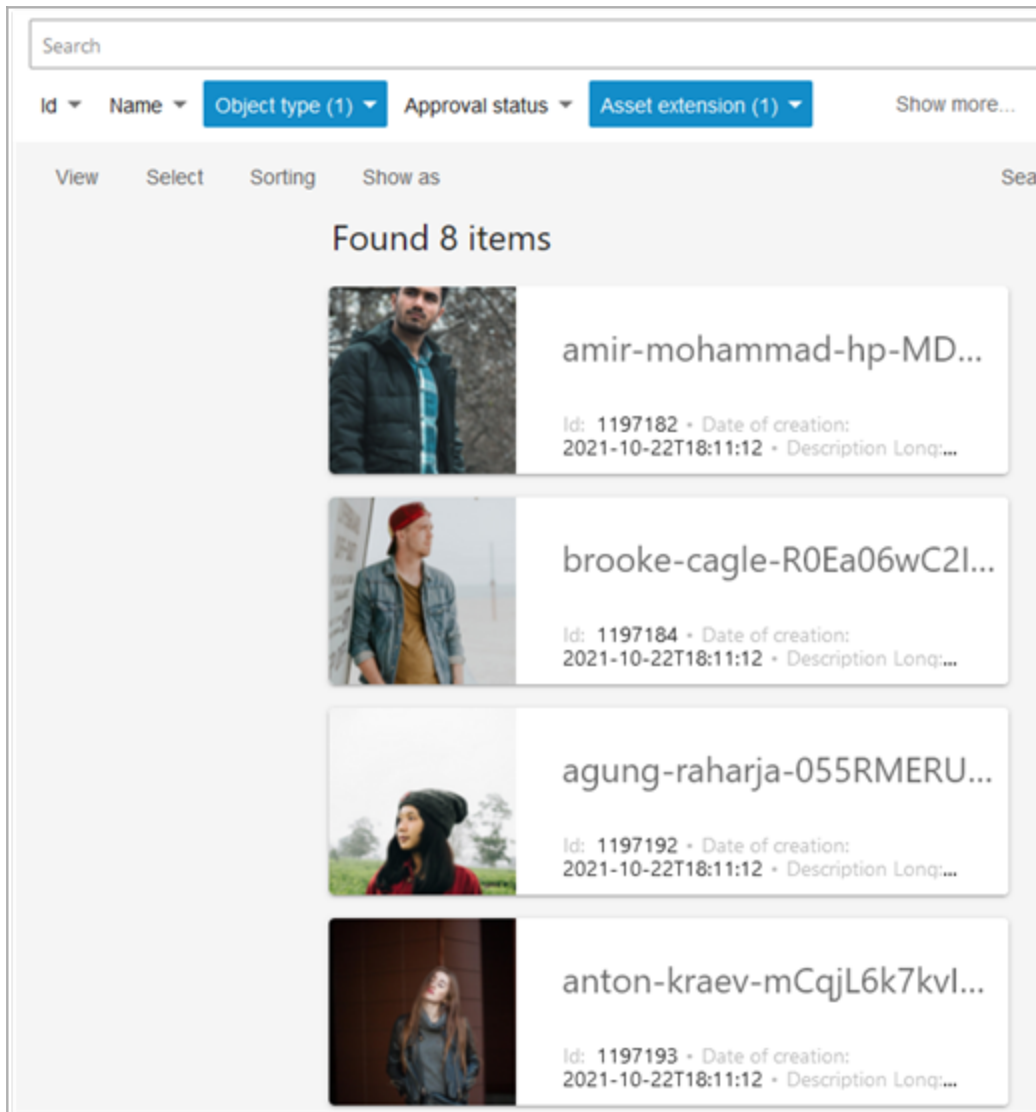 Search
Id Name Object type (1) Approval status Asset extension (1) Show more...
View Select Sorting Show as Sea
Found 8 items
amir-mohammad-hp-MD...
Id: 1197182 • Date of creation:
2021-10-22T18:11:12 • Description Long:...
brooke-cagle-R0Ea06wC2I...
Id: 1197184 • Date of creation:
2021-10-22T18:11:12 • Description Long:...
agung-raharja-055RMERU...
Id: 1197192 • Date of creation:
2021-10-22T18:11:12 • Description Long:...
anton-kraev-mCqjL6k7kvI...
Id: 1197193 • Date of creation:
2021-10-22T18:11:12 • Description Long:...